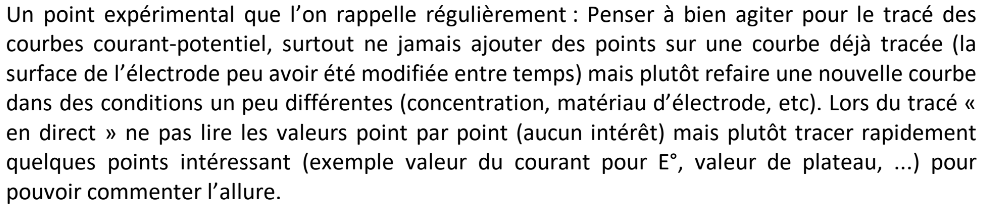 Un point expérimental que l’on rappelle régulièrement : Penser à bien agiter pour le tracé des
courbes courant-potentiel, surtout ne jamais ajouter des points sur une courbe déjà tracée (la
surface de l’électrode peu avoir été modifiée entre temps) mais plutôt refaire une nouvelle courbe
dans des conditions un peu différentes (concentration, matériau d’électrode, etc). Lors du tracé «
en direct » ne pas lire les valeurs point par point (aucun intérêt) mais plutôt tracer rapidement
quelques points intéressant (exemple valeur du courant pour E°, valeur de plateau, ...) pour
pouvoir commenter l’allure.